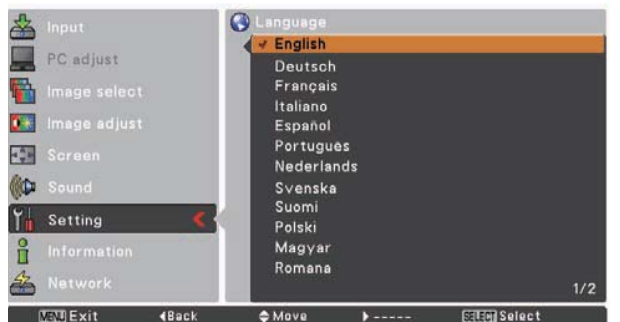 Input
PC adjust
Image select
Image adjust
Screen
Sound
Setting
Information
Network
Language
English
Deutsch
Français
Italiano
Español
Português
Nederlands
Svenska
Suomi
Polski
Magyar
Romana
1/2
MENU Exit ◀Back ◆Move ▶----- SELECT Select